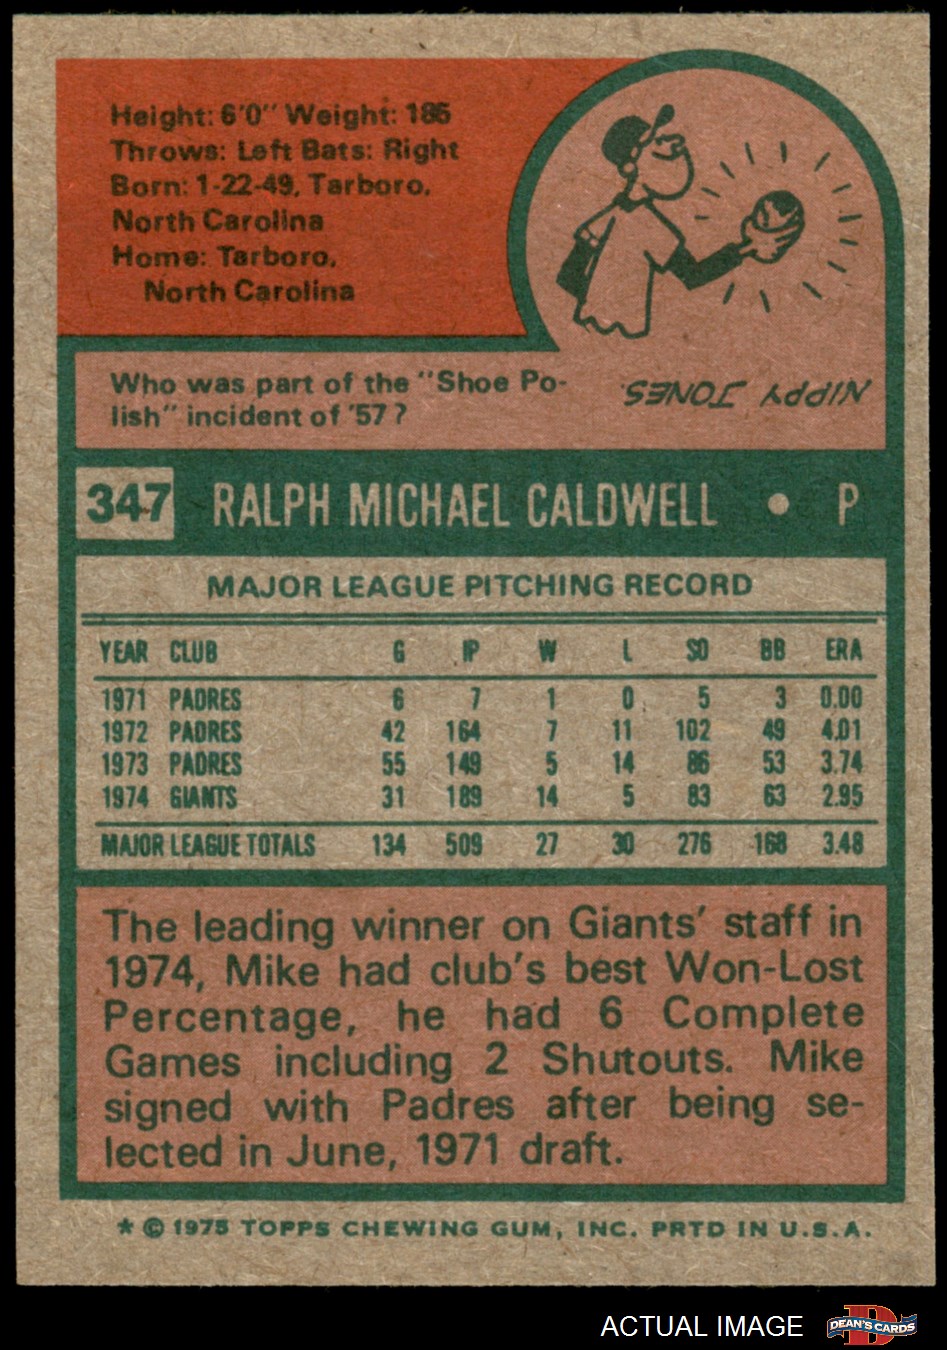 Height: 6'0" Weight: 185
Throws: Left Bats: Right
Born: 1-22-49, Tarboro,
North Carolina
Home: Tarboro,
North Carolina
Who was part of the "Shoe Po-
lish" incident of '57?
NIPPY JONES
347 RALPH MICHAEL CALDWELL • P
MAJOR LEAGUE PITCHING RECORD
YEAR CLUB G IP W L SO BB ERA
1971 PADRES 6 7 1 0 5 3 0.00
1972 PADRES 42 164 7 11 102 49 4.01
1973 PADRES 55 149 5 14 86 53 3.74
1974 GIANTS 31 189 14 5 83 63 2.95
MAJOR LEAGUE TOTALS 134 509 27 30 276 168 3.48
The leading winner on Giants' staff in
1974, Mike had club's best Won-Lost
Percentage, he had 6 Complete
Games including 2 Shutouts. Mike
signed with Padres after being se-
lected in June, 1971 draft.
* © 1975 TOPPS CHEWING GUM, INC. PRTD IN U.S.A.
ACTUAL IMAGE
D
DEAN'S CARDS